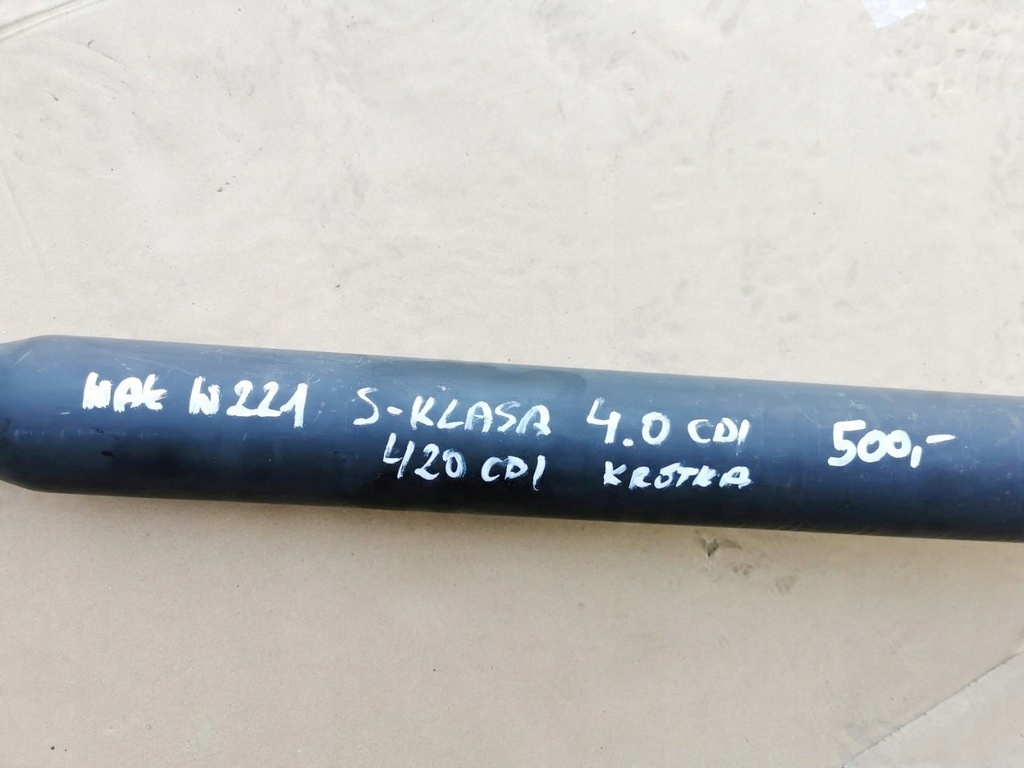 WAŁ W221 S-KLASA 4.0 CDI 500,-
420 CDI KRÓTKA